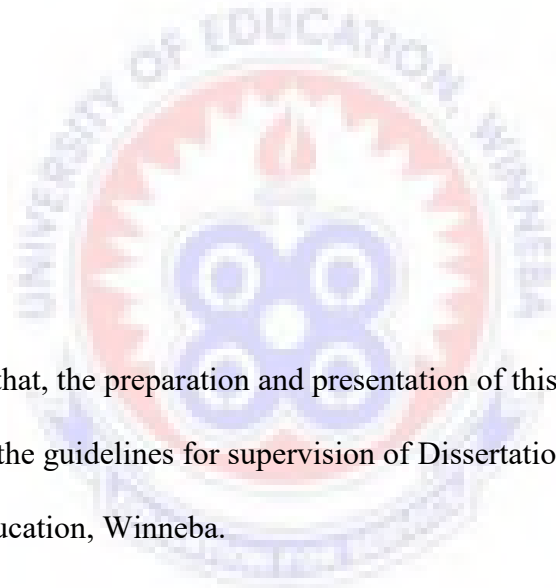 UNIVERSITY OF EDUCATION, WINNEBA
that, the preparation and presentation of this
the guidelines for supervision of Dissertatio
ucation, Winneba.